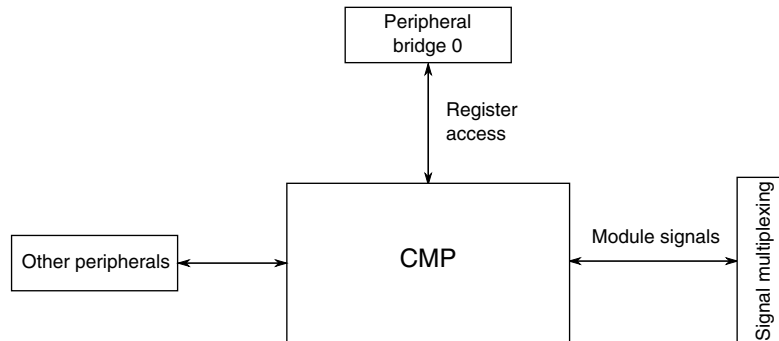 Peripheral
bridge 0
Register
access
Other peripherals
CMP
Module signals
Signal multiplexing